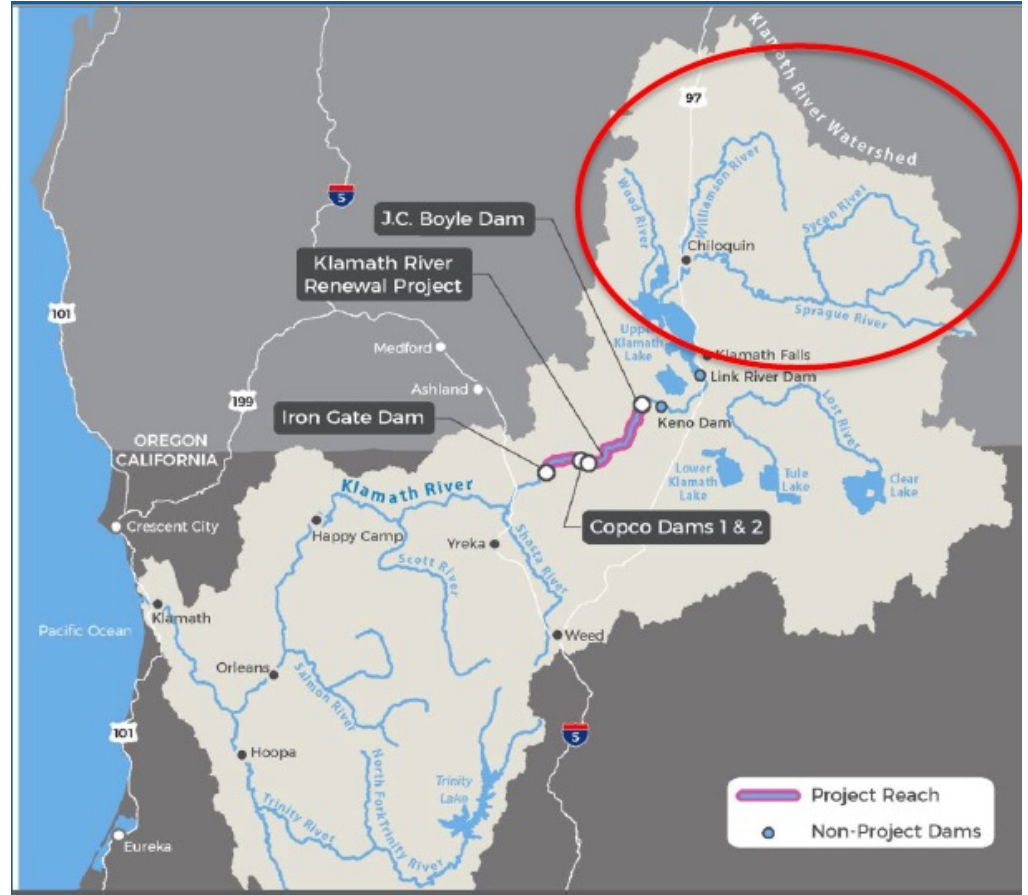 Klamath River Watershed
97
Wood River
Williamson River
Sycan River
Chiloquin
Sprague River
J.C. Boyle Dam
Klamath River
Renewal Project
5
101
Medford
Upper
Klamath
Lake
Klamath Falls
Link River Dam
Ashland
199
Iron Gate Dam
Keno Dam
Lost River
OREGON
CALIFORNIA
Lower
Klamath
Lake
Tule
Lake
Clear
Lake
Klamath River
Copco Dams 1 & 2
Crescent City
Happy Camp
Yreka
Shasta River
Scott River
Klamath
Pacific Ocean
Weed
Orleans
Salmon River
101
5
Hoopa
North Fork Trinity River
Trinity
Lake
Trinity River
Eureka
Project Reach
Non-Project Dams